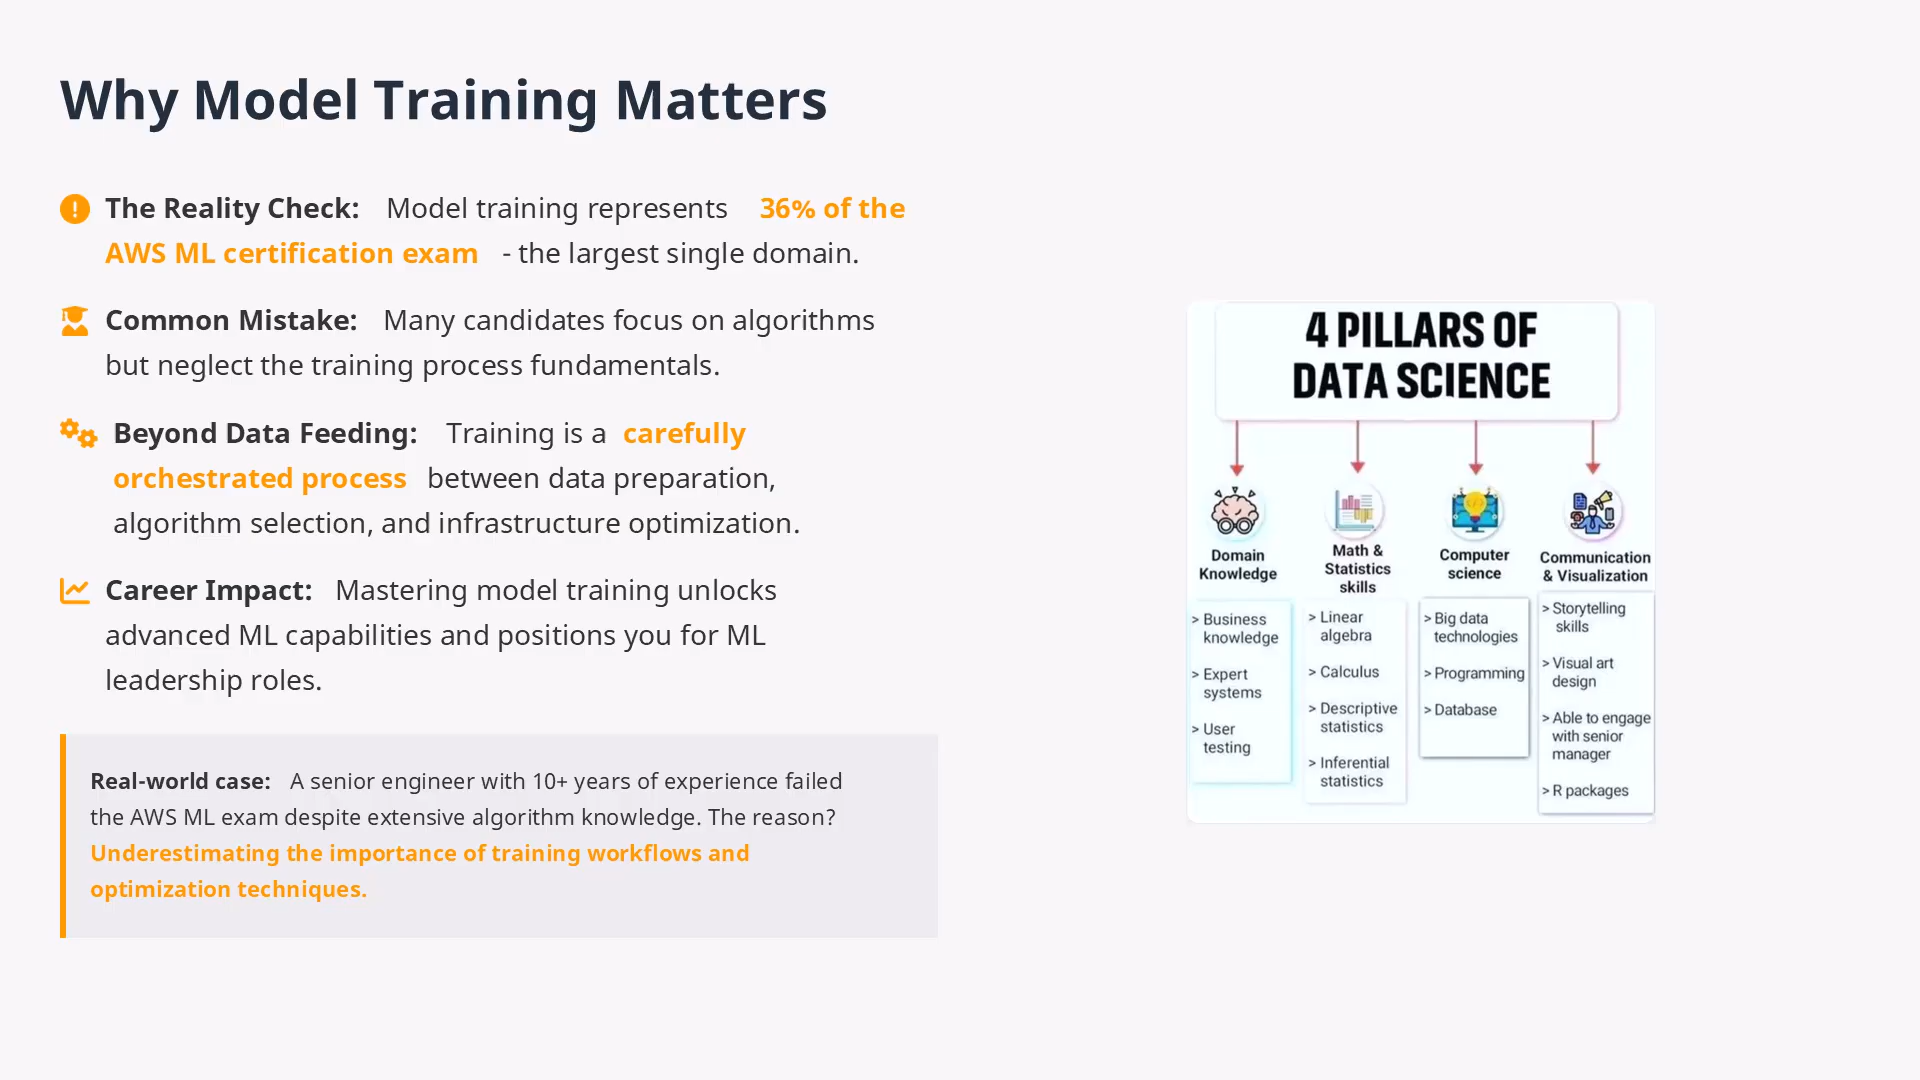 Why Model Training Matters
The Reality Check: Model training represents 36% of the
AWS ML certification exam - the largest single domain.
Common Mistake: Many candidates focus on algorithms
but neglect the training process fundamentals.
Beyond Data Feeding: Training is a carefully
orchestrated process between data preparation,
algorithm selection, and infrastructure optimization.
Career Impact: Mastering model training unlocks
advanced ML capabilities and positions you for ML
leadership roles.
Real-world case: A senior engineer with 10+ years of experience failed
the AWS ML exam despite extensive algorithm knowledge. The reason?
Underestimating the importance of training workflows and
optimization techniques.
4 PILLARS OF
DATA SCIENCE
Domain
Knowledge
> Business
knowledge
> Expert
systems
> User
testing
Math &
Statistics
skills
> Linear
algebra
> Calculus
> Descriptive
statistics
> Inferential
statistics
Computer
science
> Big data
technologies
> Programming
> Database
Communication
& Visualization
> Storytelling
skills
> Visual art
design
> Able to engage
with senior
manager
> R packages